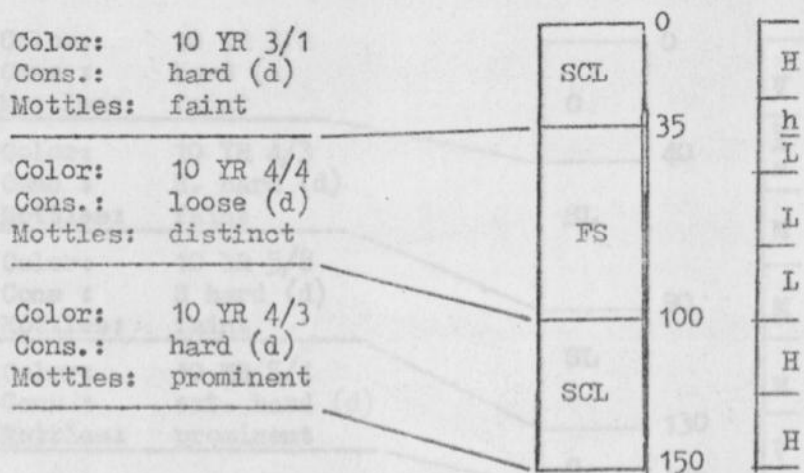 Color: 10 YR 3/1
Cons.: hard (d)
Mottles: faint
Color: 10 YR 4/4
Cons.: loose (d)
Mottles: distinct
Color: 10 YR 4/3
Cons.: hard (d)
Mottles: prominent
0
SCL
35
FS
100
SCL
150
H
h
L
L
L
H
H